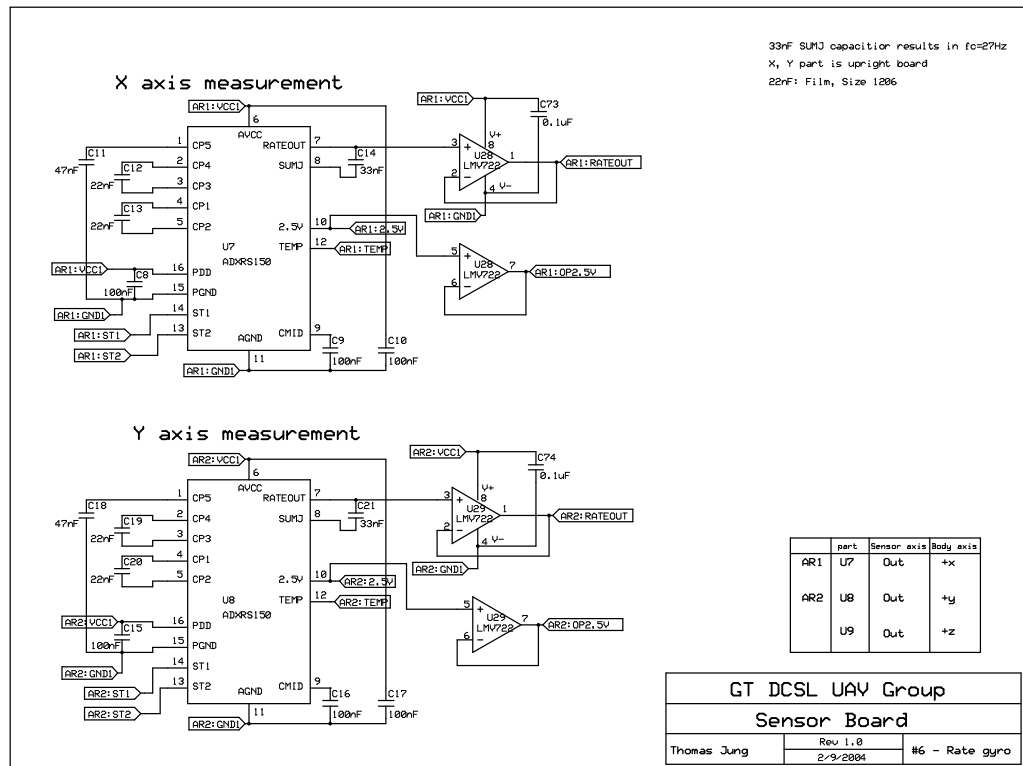 33nF SUMJ capacitior results in fc=27Hz
X, Y part is upright board
22nF: Film, Size 1206
X axis measurement
AR1:VCC1
6
AVCC
1 CP5
RATEOUT 7
C11
47nF
2 CP4
SUMJ 8
C12
22nF
3 CP3
C14
33nF
4 CP1
C13
22nF
5 CP2
2.5V 10
AR1:2.5V
TEMP 12
AR1:TEMP
U7
ADXRS150
AR1:VCC1
16 PDD
C8
100nF
15 PGND
AR1:GND1
14 ST1
AR1:ST1
13 ST2
AR1:ST2
CMID 9
AGND
11
AR1:GND1
C9
100nF
C10
100nF
AR1:VCC1
C73
0.1uF
V+
8
3
+
U28
LMV722
1
AR1:RATEOUT
2
-
4 V-
AR1:GND1
5
+
U28
LMV722
7
AR1:OP2.5V
6
-
Y axis measurement
AR2:VCC1
6
AVCC
1 CP5
RATEOUT 7
C18
47nF
2 CP4
SUMJ 8
C19
22nF
3 CP3
C21
33nF
4 CP1
C20
22nF
5 CP2
2.5V 10
AR2:2.5V
TEMP 12
AR2:TEMP
U8
ADXRS150
AR2:VCC1
16 PDD
C15
100nF
15 PGND
AR2:GND1
14 ST1
AR2:ST1
13 ST2
AR2:ST2
CMID 9
AGND
11
AR2:GND1
C16
100nF
C17
100nF
AR2:VCC1
C74
0.1uF
V+
8
3
+
U29
LMV722
1
AR2:RATEOUT
2
-
4 V-
AR2:GND1
5
+
U29
LMV722
7
AR2:OP2.5V
6
-
part Sensor axis Body axis
AR1 U7 Out +x
AR2 U8 Out +y
U9 Out +z
GT DCSL UAV Group
Sensor Board
Thomas Jung
Rev 1.0
2/9/2004
#6 - Rate gyro